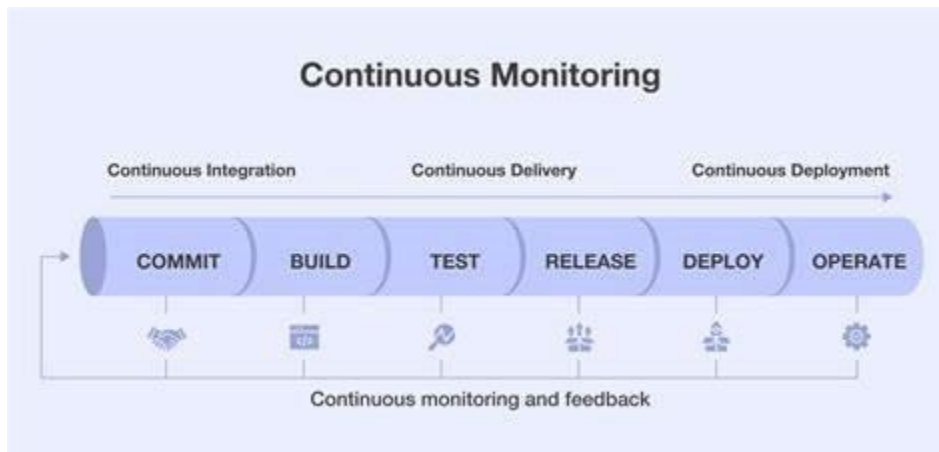 Continuous Monitoring
Continuous Integration Continuous Delivery Continuous Deployment
COMMIT BUILD TEST RELEASE DEPLOY OPERATE
</>
Continuous monitoring and feedback